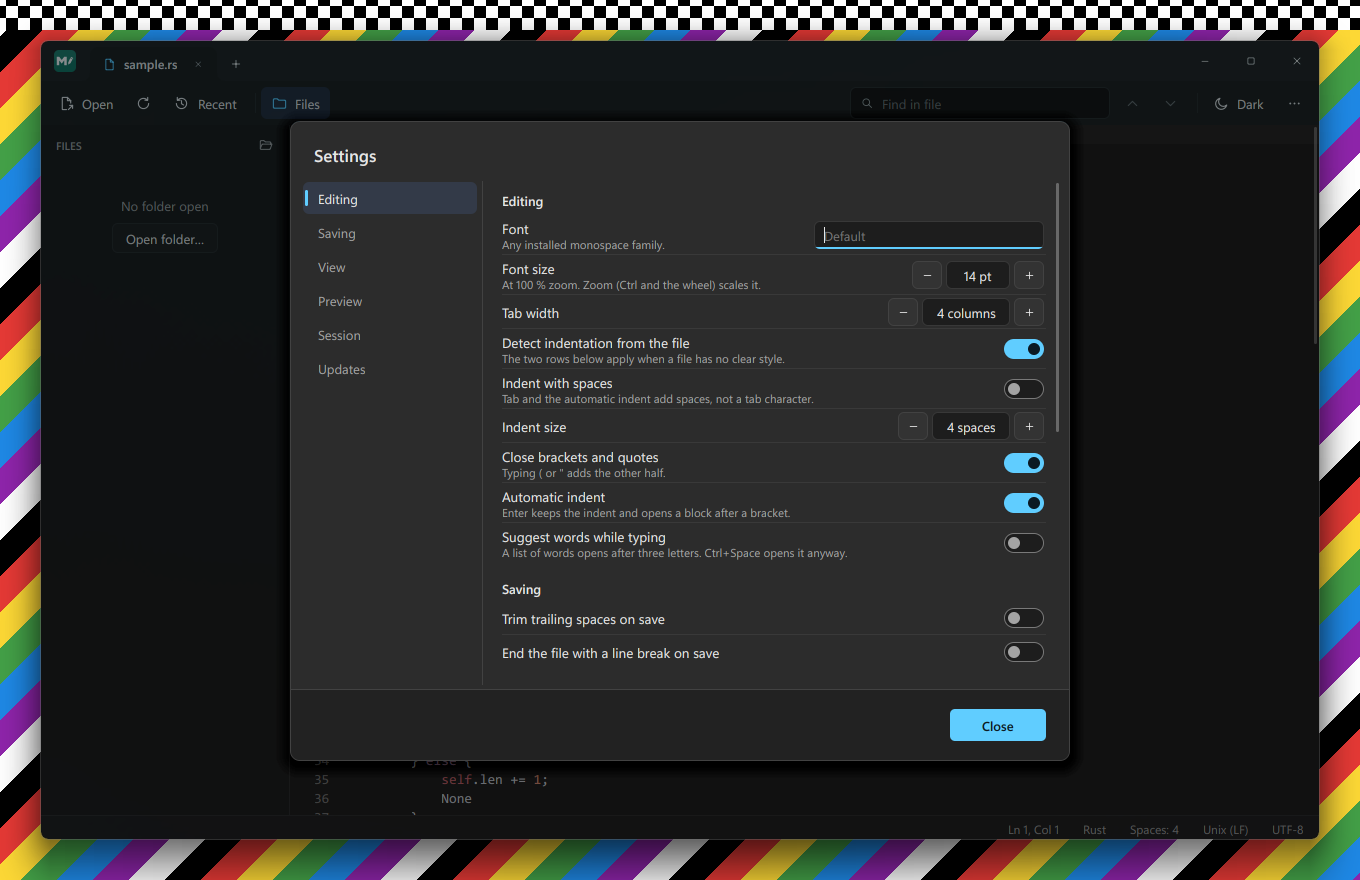 M
sample.rs
Open
Recent
Files
Find in file
Dark
FILES
No folder open
Open folder...
Settings
Editing
Saving
View
Preview
Session
Updates
Editing
Font
Any installed monospace family.
Default
Font size
At 100 % zoom. Zoom (Ctrl and the wheel) scales it.
− 14 pt +
Tab width
− 4 columns +
Detect indentation from the file
The two rows below apply when a file has no clear style.
Indent with spaces
Tab and the automatic indent add spaces, not a tab character.
Indent size
− 4 spaces +
Close brackets and quotes
Typing ( or " adds the other half.
Automatic indent
Enter keeps the indent and opens a block after a bracket.
Suggest words while typing
A list of words opens after three letters. Ctrl+Space opens it anyway.
Saving
Trim trailing spaces on save
End the file with a line break on save
Close
34 } else {
35 self.len += 1;
36 None
37 }
Ln 1, Col 1
Rust
Spaces: 4
Unix (LF)
UTF-8